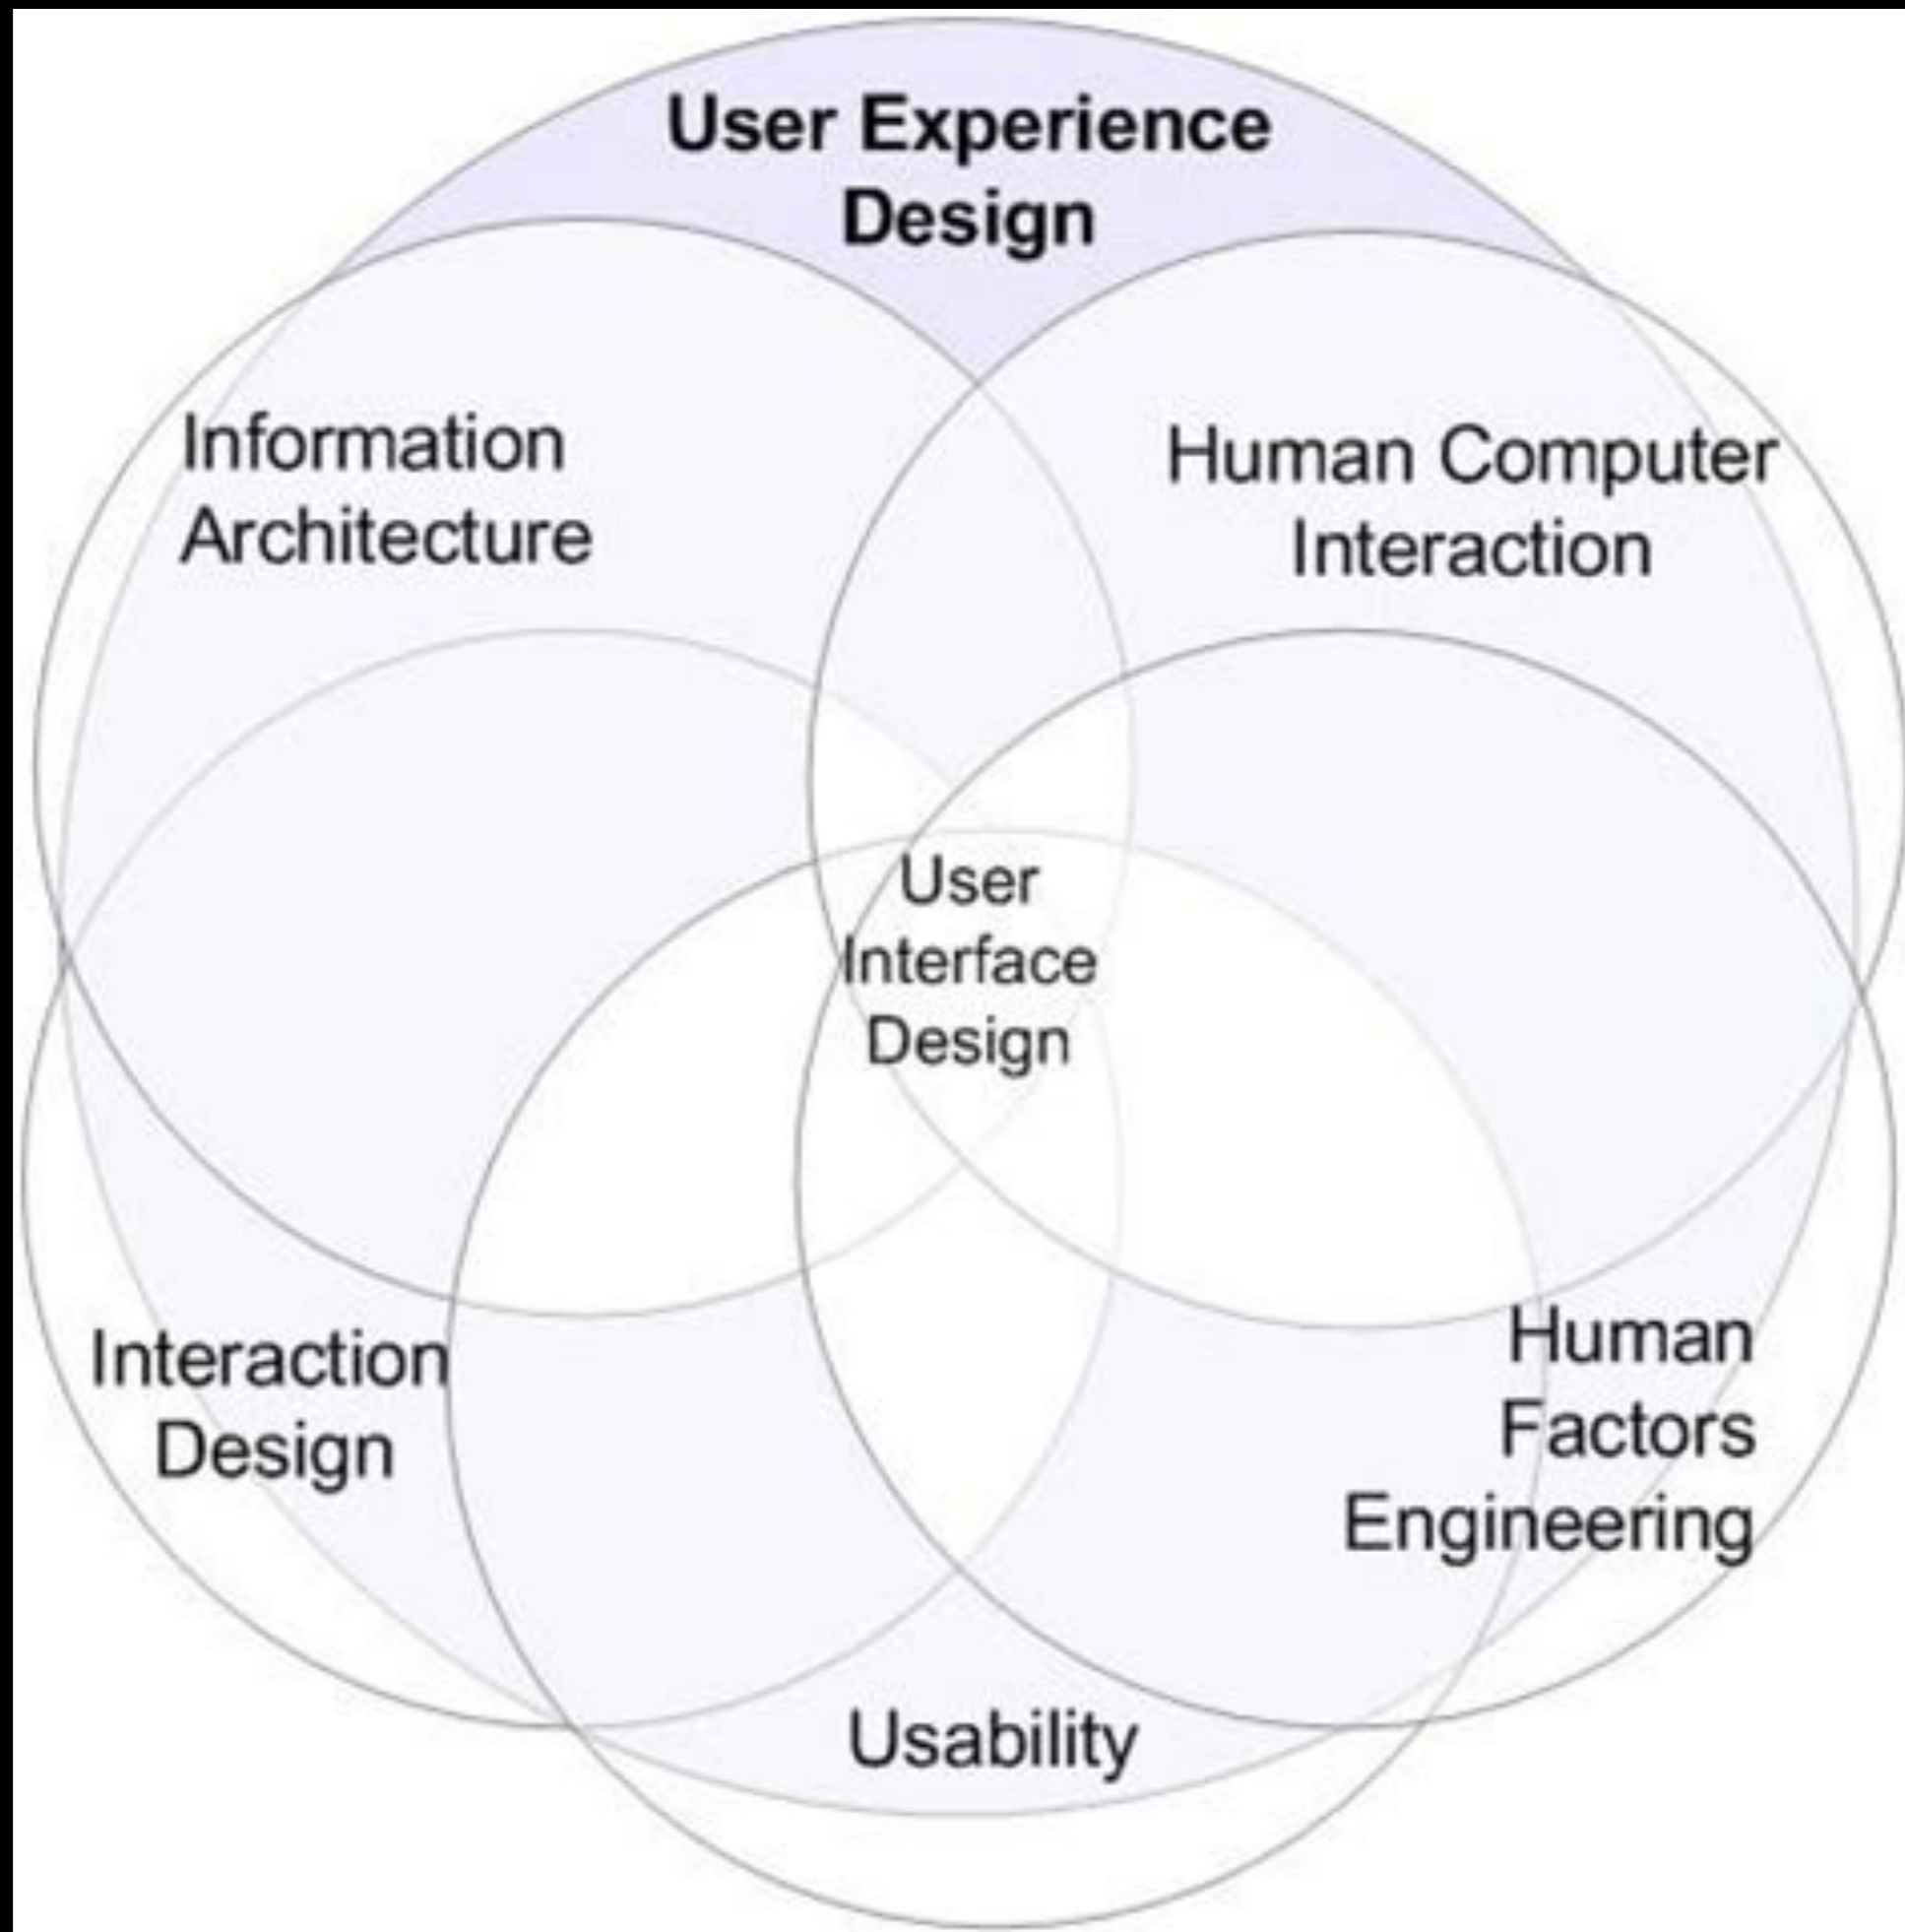 User Experience
Design
Information
Architecture
Human Computer
Interaction
User
Interface
Design
Interaction
Design
Human
Factors
Engineering
Usability